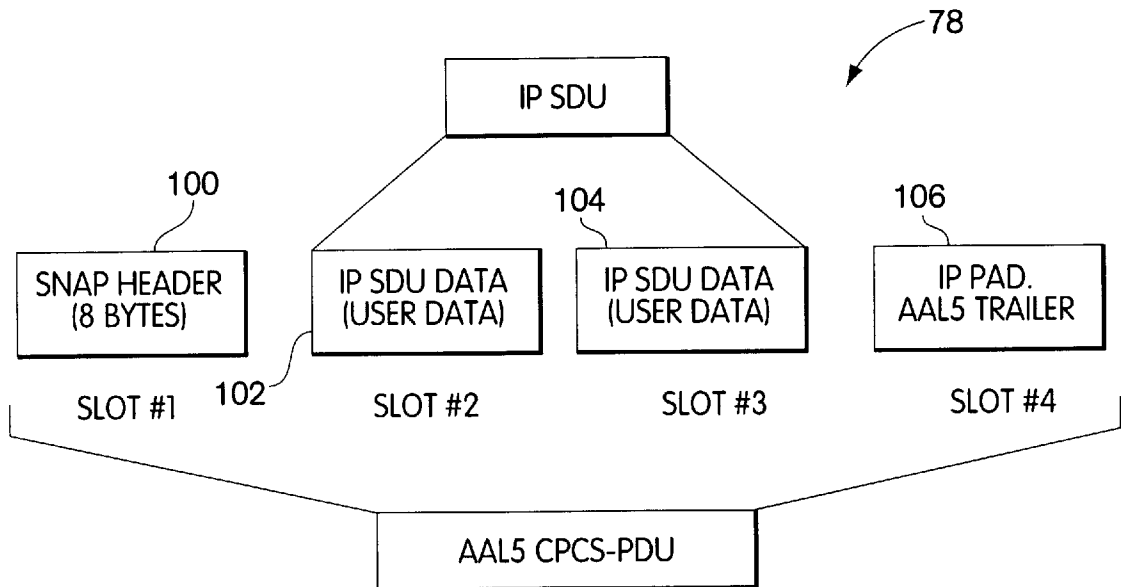 78
IP SDU
100
104
106
SNAP HEADER
(8 BYTES)
IP SDU DATA
(USER DATA)
IP SDU DATA
(USER DATA)
IP PAD.
AAL5 TRAILER
102
SLOT #1
SLOT #2
SLOT #3
SLOT #4
AAL5 CPCS-PDU